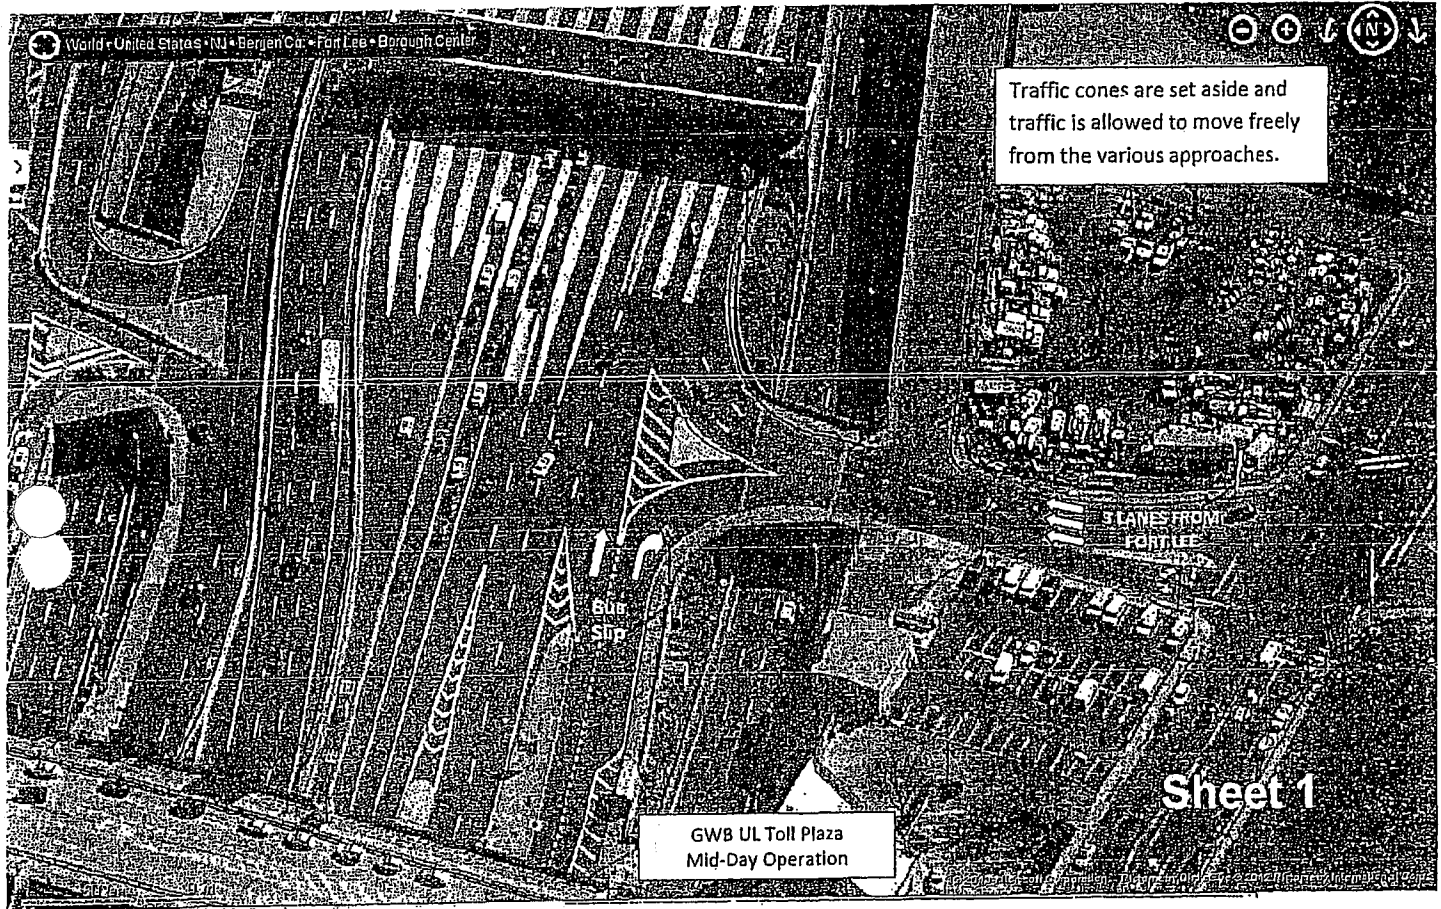 World • United States • NJ • Bergen Co. • Fort Lee • Borough Center
N
Traffic cones are set aside and
traffic is allowed to move freely
from the various approaches.
3 LANES FROM
FORT LEE
Bus
Slip
Sheet 1
GWB UL Toll Plaza
Mid-Day Operation